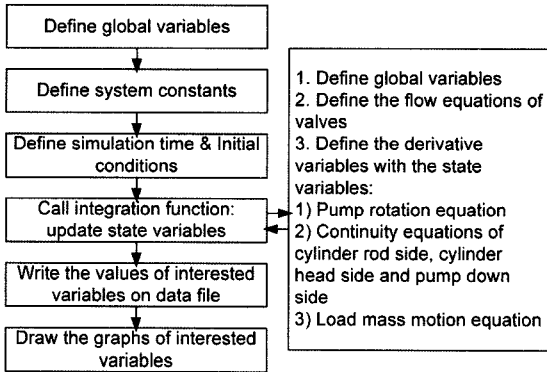 Define global variables
Define system constants
Define simulation time & Initial
conditions
Call integration function:
update state variables
Write the values of interested
variables on data file
Draw the graphs of interested
variables
1. Define global variables
2. Define the flow equations of
valves
3. Define the derivative
variables with the state
variables:
1) Pump rotation equation
2) Continuity equations of
cylinder rod side, cylinder
head side and pump down
side
3) Load mass motion equation